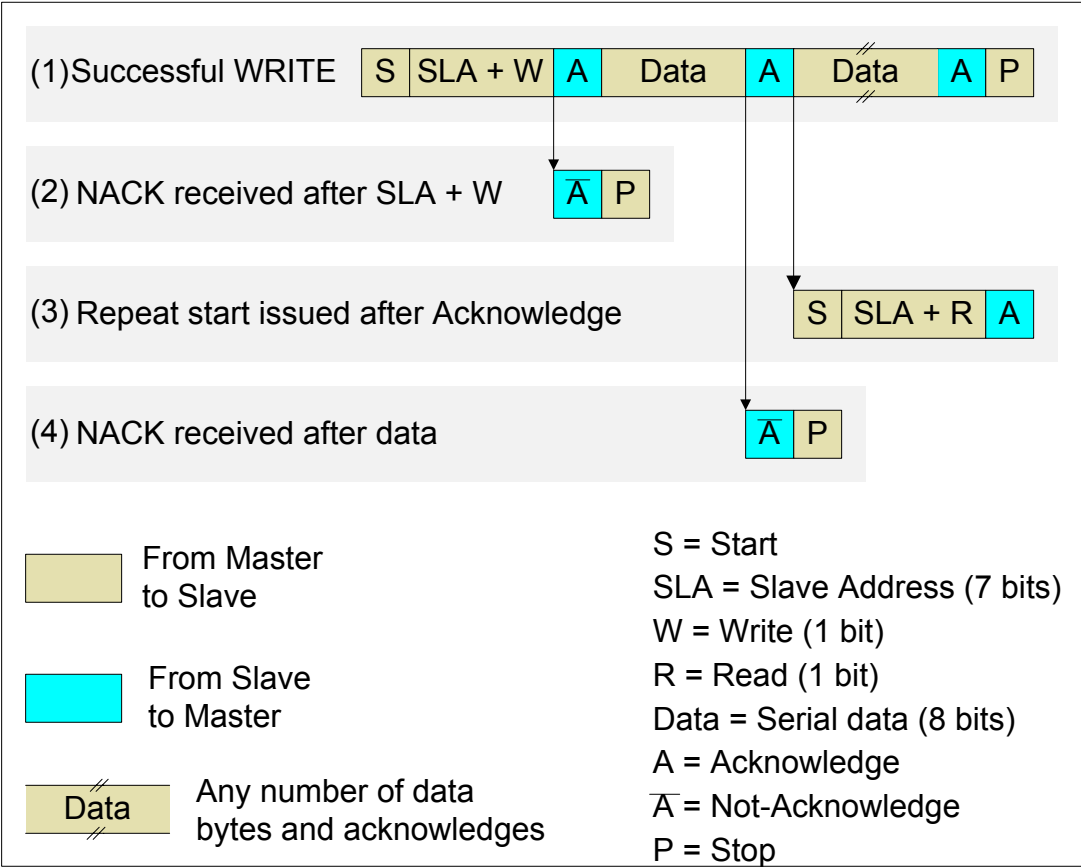 (1)Successful WRITE S SLA + W A Data A Data A P
(2) NACK received after SLA + W A̅ P
(3) Repeat start issued after Acknowledge S SLA + R A
(4) NACK received after data A̅ P
From Master
to Slave
From Slave
to Master
Data Any number of data
bytes and acknowledges
S = Start
SLA = Slave Address (7 bits)
W = Write (1 bit)
R = Read (1 bit)
Data = Serial data (8 bits)
A = Acknowledge
A̅ = Not-Acknowledge
P = Stop